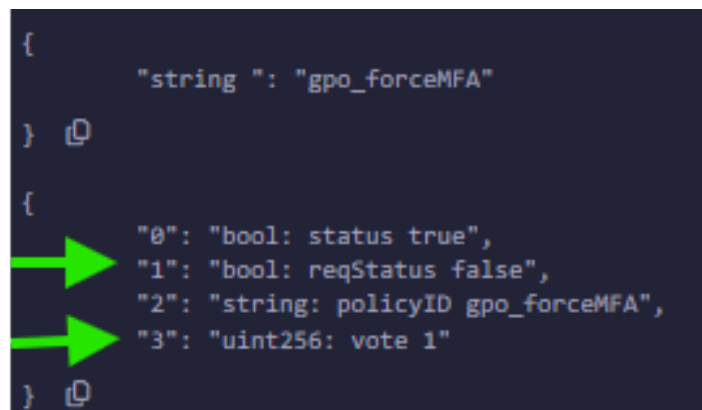 {
"string ": "gpo_forceMFA"
}
{
"0": "bool: status true",
"1": "bool: reqStatus false",
"2": "string: policyID gpo_forceMFA",
"3": "uint256: vote 1"
}